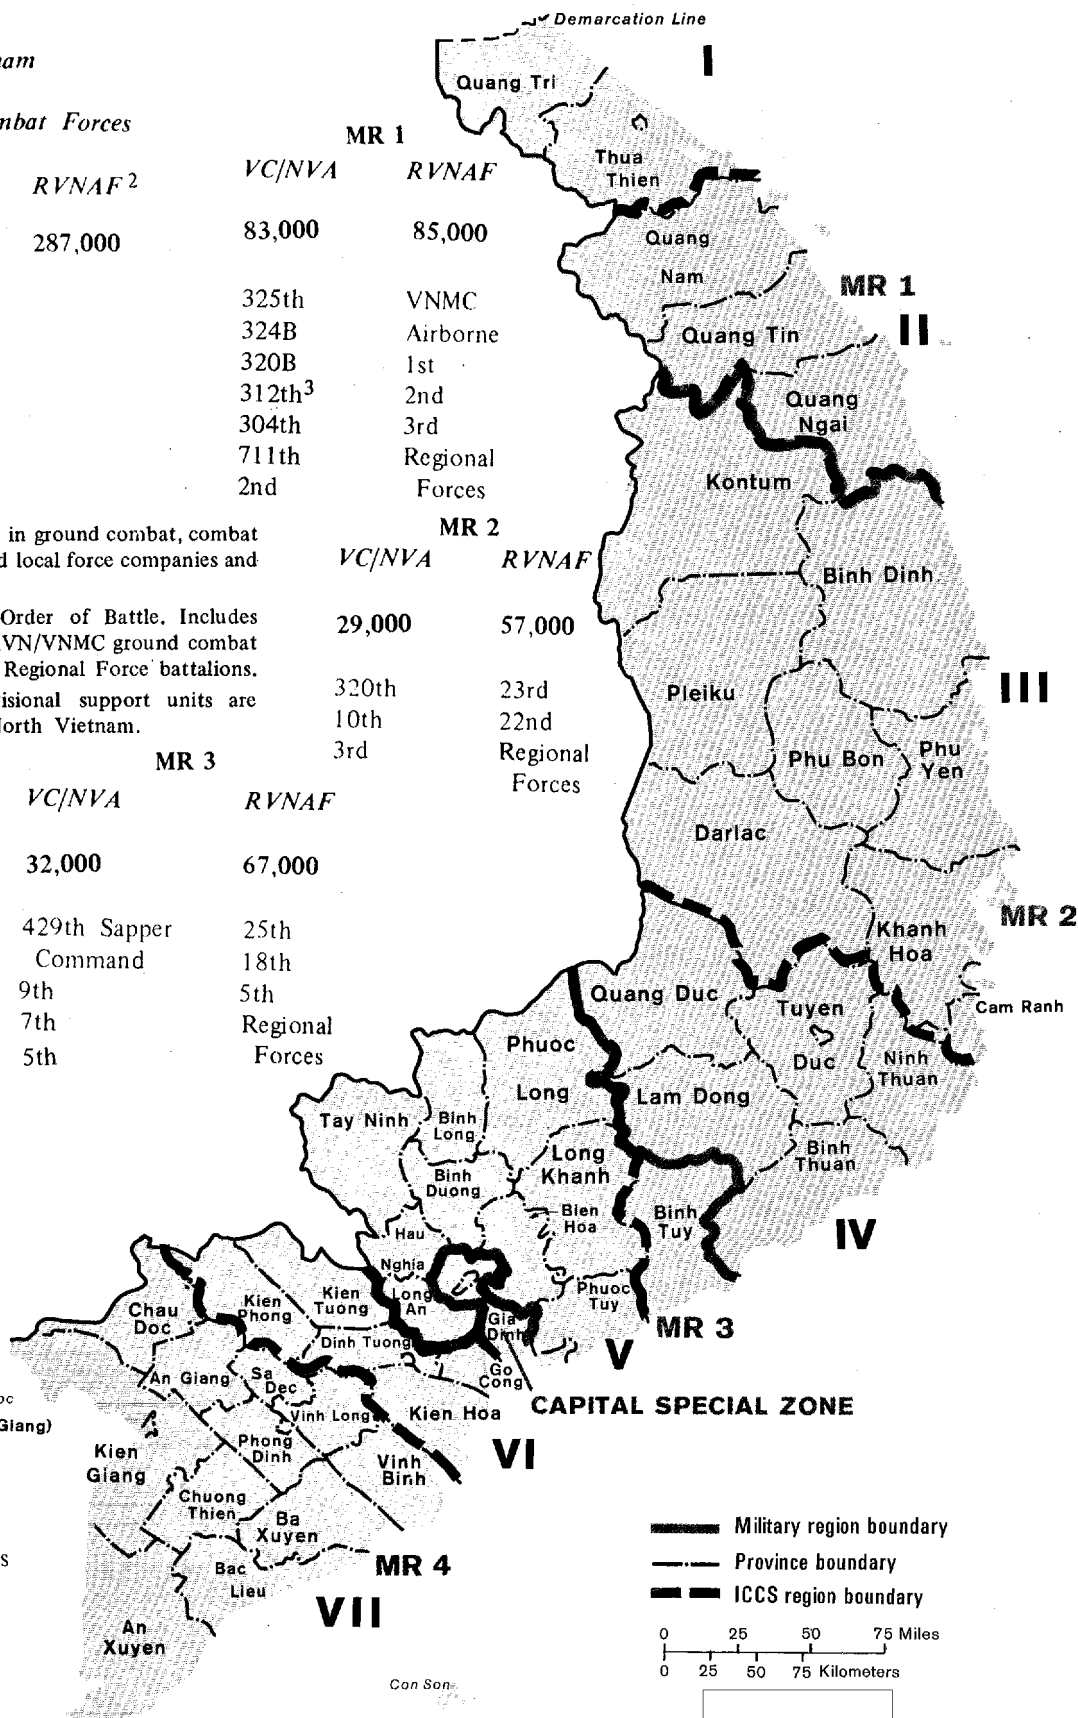 Demarcation Line
I
Quang Tri
Forces
MR 1
VC/NVA RVNAF
RVNAF2
83,000 85,000
287,000
325th VNMC
324B Airborne
320B 1st
312th3 2nd
304th 3rd
711th Regional
2nd Forces
Thua
Thien
Quang
Nam
MR 1
II
Quang Tin
Quang
Ngai
Kontum
in ground combat, combat
local force companies and
Order of Battle. Includes
VN/VNMC ground combat
Regional Force battalions.
support units are
North Vietnam.
MR 2
VC/NVA RVNAF
29,000 57,000
320th 23rd
10th 22nd
3rd Regional
Forces
Binh Dinh
Pleiku
III
Phu Bon
Phu
Yen
Darlac
MR 3
VC/NVA RVNAF
32,000 67,000
429th Sapper 25th
Command 18th
9th 5th
7th Regional
5th Forces
MR 2
Khanh
Hoa
Cam Ranh
Quang Duc
Tuyen
Duc
Ninh
Thuan
Phuoc
Long
Lam Dong
Tay Ninh
Binh
Long
Long
Khanh
Binh
Thuan
Binh
Duong
Bien
Hoa
Binh
Tuy
IV
Hau
Nghia
Long
An
Phuoc
Tuy
MR 3
V
Gia
Dinh
Kien
Tuong
Kien
Phong
Chau
Doc
Dinh Tuong
Go
Cong
CAPITAL SPECIAL ZONE
An Giang
Sa
Dec
Vinh Long
Kien Hoa
VI
Giang)
Kien
Giang
Phong
Dinh
Vinh
Binh
Chuong
Thien
Ba
Xuyen
MR 4
Bac
Lieu
VII
An
Xuyen
Con Son
Military region boundary
Province boundary
ICCS region boundary
0 25 50 75 Miles
0 25 50 75 Kilometers